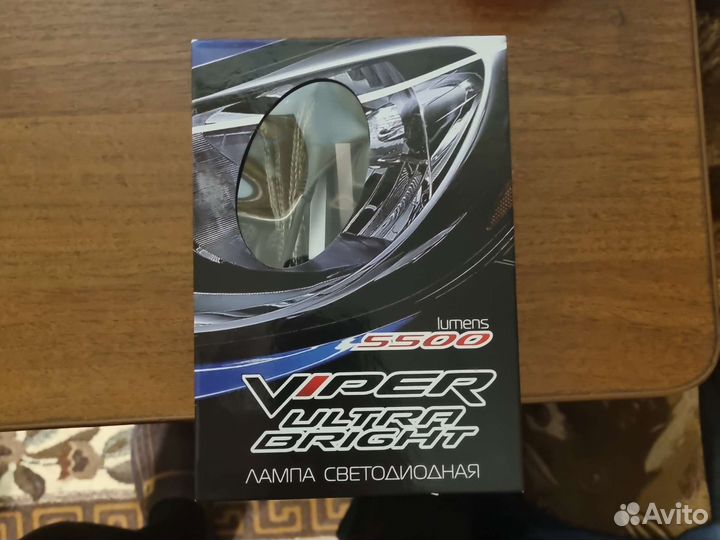 lumens
5500
VIPER
ULTRA
BRIGHT
ЛАМПА СВЕТОДИОДНАЯ
Avito